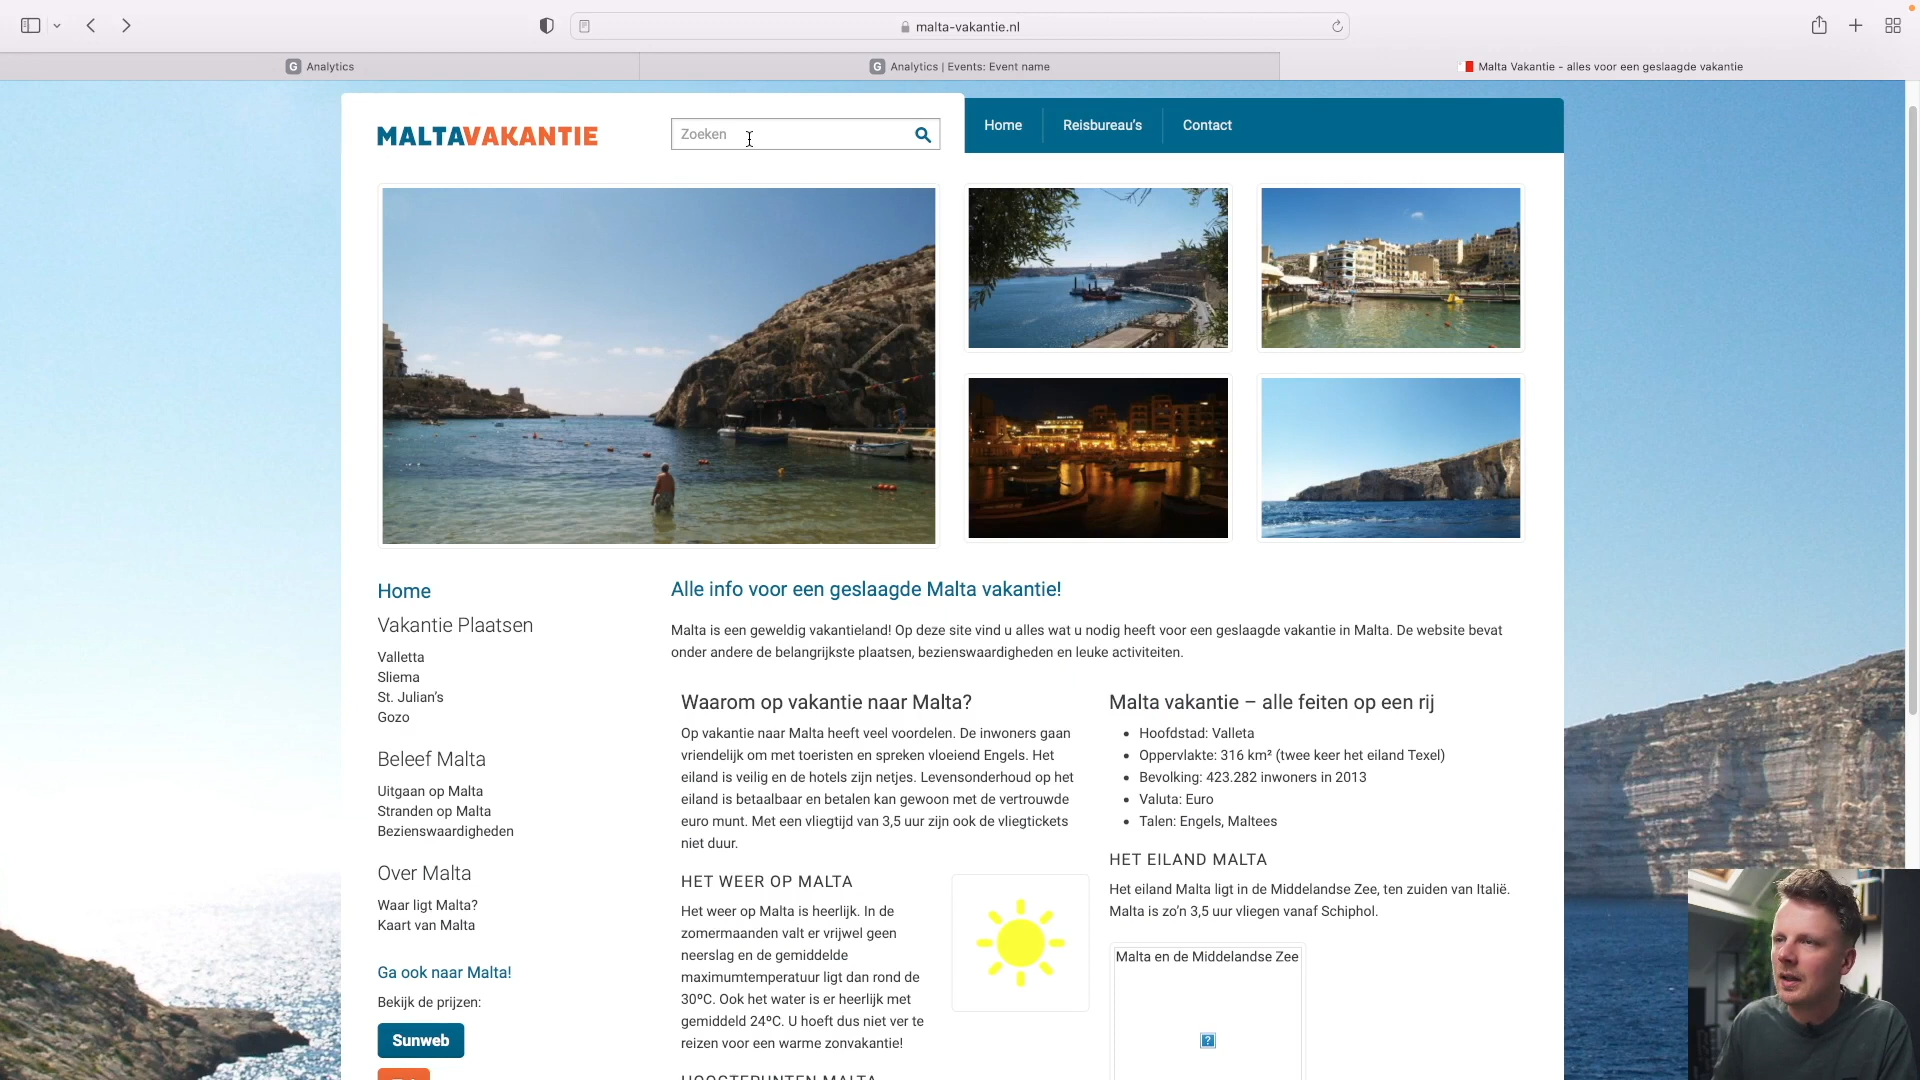 malta-vakantie.nl
G Analytics
G Analytics | Events: Event name
Malta Vakantie - alles voor een geslaagde vakantie
MALTAVAKANTIE
Zoeken
Home
Reisbureau's
Contact
Home
Vakantie Plaatsen
Valletta
Sliema
St. Julian's
Gozo
Beleef Malta
Uitgaan op Malta
Stranden op Malta
Bezienswaardigheden
Over Malta
Waar ligt Malta?
Kaart van Malta
Ga ook naar Malta!
Bekijk de prijzen:
Sunweb
Alle info voor een geslaagde Malta vakantie!
Malta is een geweldig vakantieland! Op deze site vind u alles wat u nodig heeft voor een geslaagde vakantie in Malta. De website bevat
onder andere de belangrijkste plaatsen, bezienswaardigheden en leuke activiteiten.
Waarom op vakantie naar Malta?
Op vakantie naar Malta heeft veel voordelen. De inwoners gaan
vriendelijk om met toeristen en spreken vloeiend Engels. Het
eiland is veilig en de hotels zijn netjes. Levensonderhoud op het
eiland is betaalbaar en betalen kan gewoon met de vertrouwde
euro munt. Met een vliegtijd van 3,5 uur zijn ook de vliegtickets
niet duur.
HET WEER OP MALTA
Het weer op Malta is heerlijk. In de
zomermaanden valt er vrijwel geen
neerslag en de gemiddelde
maximumtemperatuur ligt dan rond de
30ºC. Ook het water is er heerlijk met
gemiddeld 24ºC. U hoeft dus niet ver te
reizen voor een warme zonvakantie!
HOOGTEPUNTEN MALTA
Malta vakantie – alle feiten op een rij
• Hoofdstad: Valleta
• Oppervlakte: 316 km² (twee keer het eiland Texel)
• Bevolking: 423.282 inwoners in 2013
• Valuta: Euro
• Talen: Engels, Maltees
HET EILAND MALTA
Het eiland Malta ligt in de Middelandse Zee, ten zuiden van Italië.
Malta is zo'n 3,5 uur vliegen vanaf Schiphol.
Malta en de Middelandse Zee
?